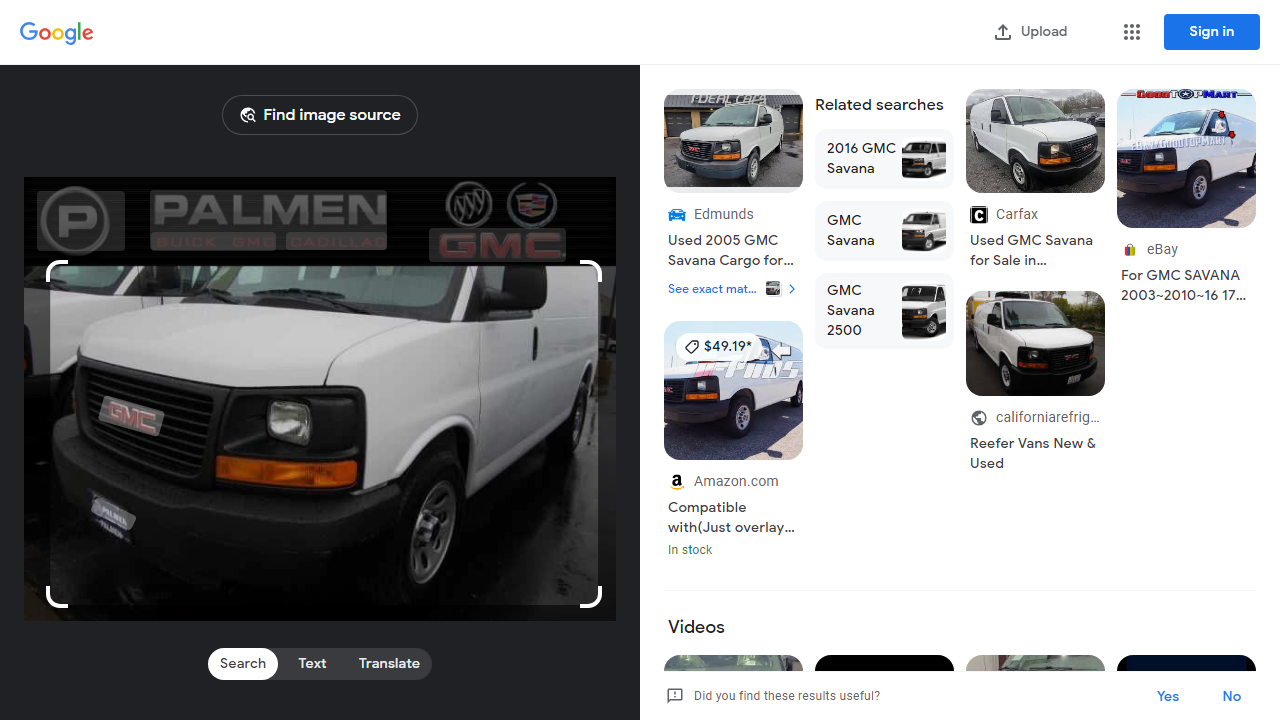 Google
Upload
Sign in
Find image source
P
PALMEN
BUICK GMC CADILLAC
GMC
GMC
PALMEN
PALMEN
Search
Text
Translate
Edmunds
Used 2005 GMC
Savana Cargo for...
See exact mat...
$49.19*
Amazon.com
Compatible
with(Just overlay...
In stock
Related searches
2016 GMC
Savana
GMC
Savana
GMC
Savana
2500
Carfax
Used GMC Savana
for Sale in...
californiarefrig...
Reefer Vans New &
Used
GOODTOPMART
eBay
For GMC SAVANA
2003~2010~16 17...
Videos
Did you find these results useful?
Yes
No